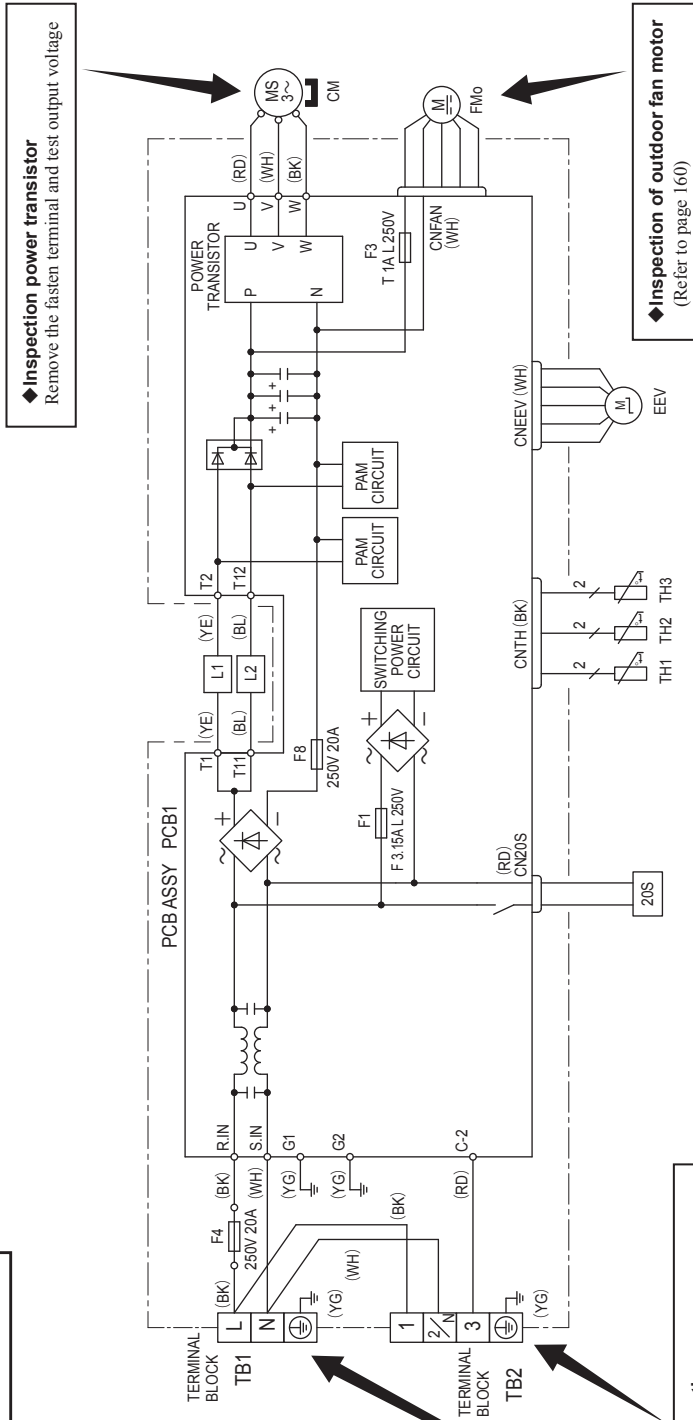 ◆Inspection power transistor
Remove the fasten terminal and test output voltage
◆Inspection of outdoor fan motor
(Refer to page 160)
PCB ASSY PCB1
TERMINAL
BLOCK
TB1
L
N
(YG)
(BK)
F4
250V 20A
(BK)
(WH)
R.IN
S.IN
G1
(YG)
G2
(YG)
C-2
(RD)
(BK)
(WH)
TERMINAL
BLOCK
TB2
1
2/N
3
(YG)
~
+
~
−
T1
T11
(YE)
(BL)
L1
L2
(YE)
(BL)
T2
T12
F8
250V 20A
F1
F 3.15A L 250V
~
+
~
−
SWITCHING
POWER
CIRCUIT
PAM
CIRCUIT
PAM
CIRCUIT
+
+
+
POWER
TRANSISTOR
P
N
U
V
W
U
V
W
(RD)
(WH)
(BK)
MS
3~
CM
F3
T 1A L 250V
CNFAN
(WH)
M
FMo
(RD)
CN20S
20S
CNTH (BK)
2
2
2
TH1
TH2
TH3
CNEEV (WH)
M
EEV